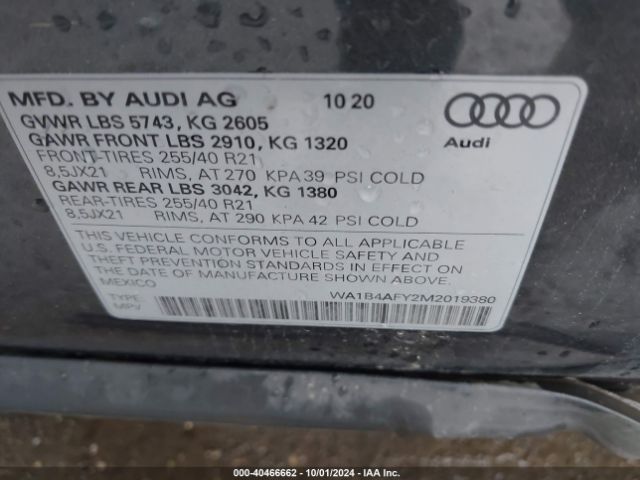 MFD. BY AUDI AG 10 20
GVWR LBS 5743, KG 2605
GAWR FRONT LBS 2910, KG 1320
FRONT-TIRES 255/40 R21
8,5JX21 RIMS, AT 270 KPA 39 PSI COLD
GAWR REAR LBS 3042, KG 1380
REAR-TIRES 255/40 R21
8,5JX21 RIMS, AT 290 KPA 42 PSI COLD
Audi
THIS VEHICLE CONFORMS TO ALL APPLICABLE
U.S. FEDERAL MOTOR VEHICLE SAFETY AND
THEFT PREVENTION STANDARDS IN EFFECT ON
THE DATE OF MANUFACTURE SHOWN ABOVE.
MEXICO
TYPE: WA1B4AFY2M2019380
MPV
000-40466662 - 10/01/2024 - IAA Inc.